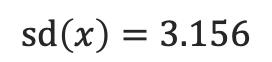 sd(x) = 3.156